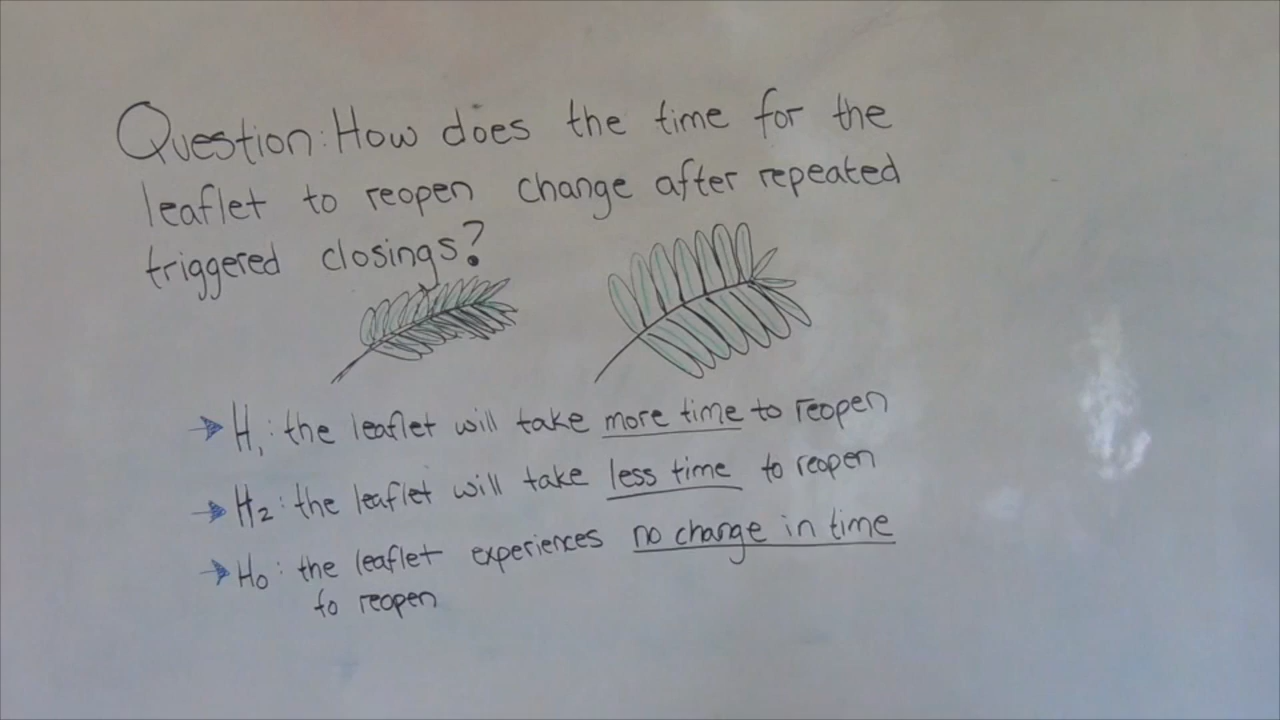 Question: How does the time for the
leaflet to reopen change after repeated
triggered closings?
→ H₁: the leaflet will take more time to reopen
→ H₂: the leaflet will take less time to reopen
→ H₀: the leaflet experiences no change in time
to reopen